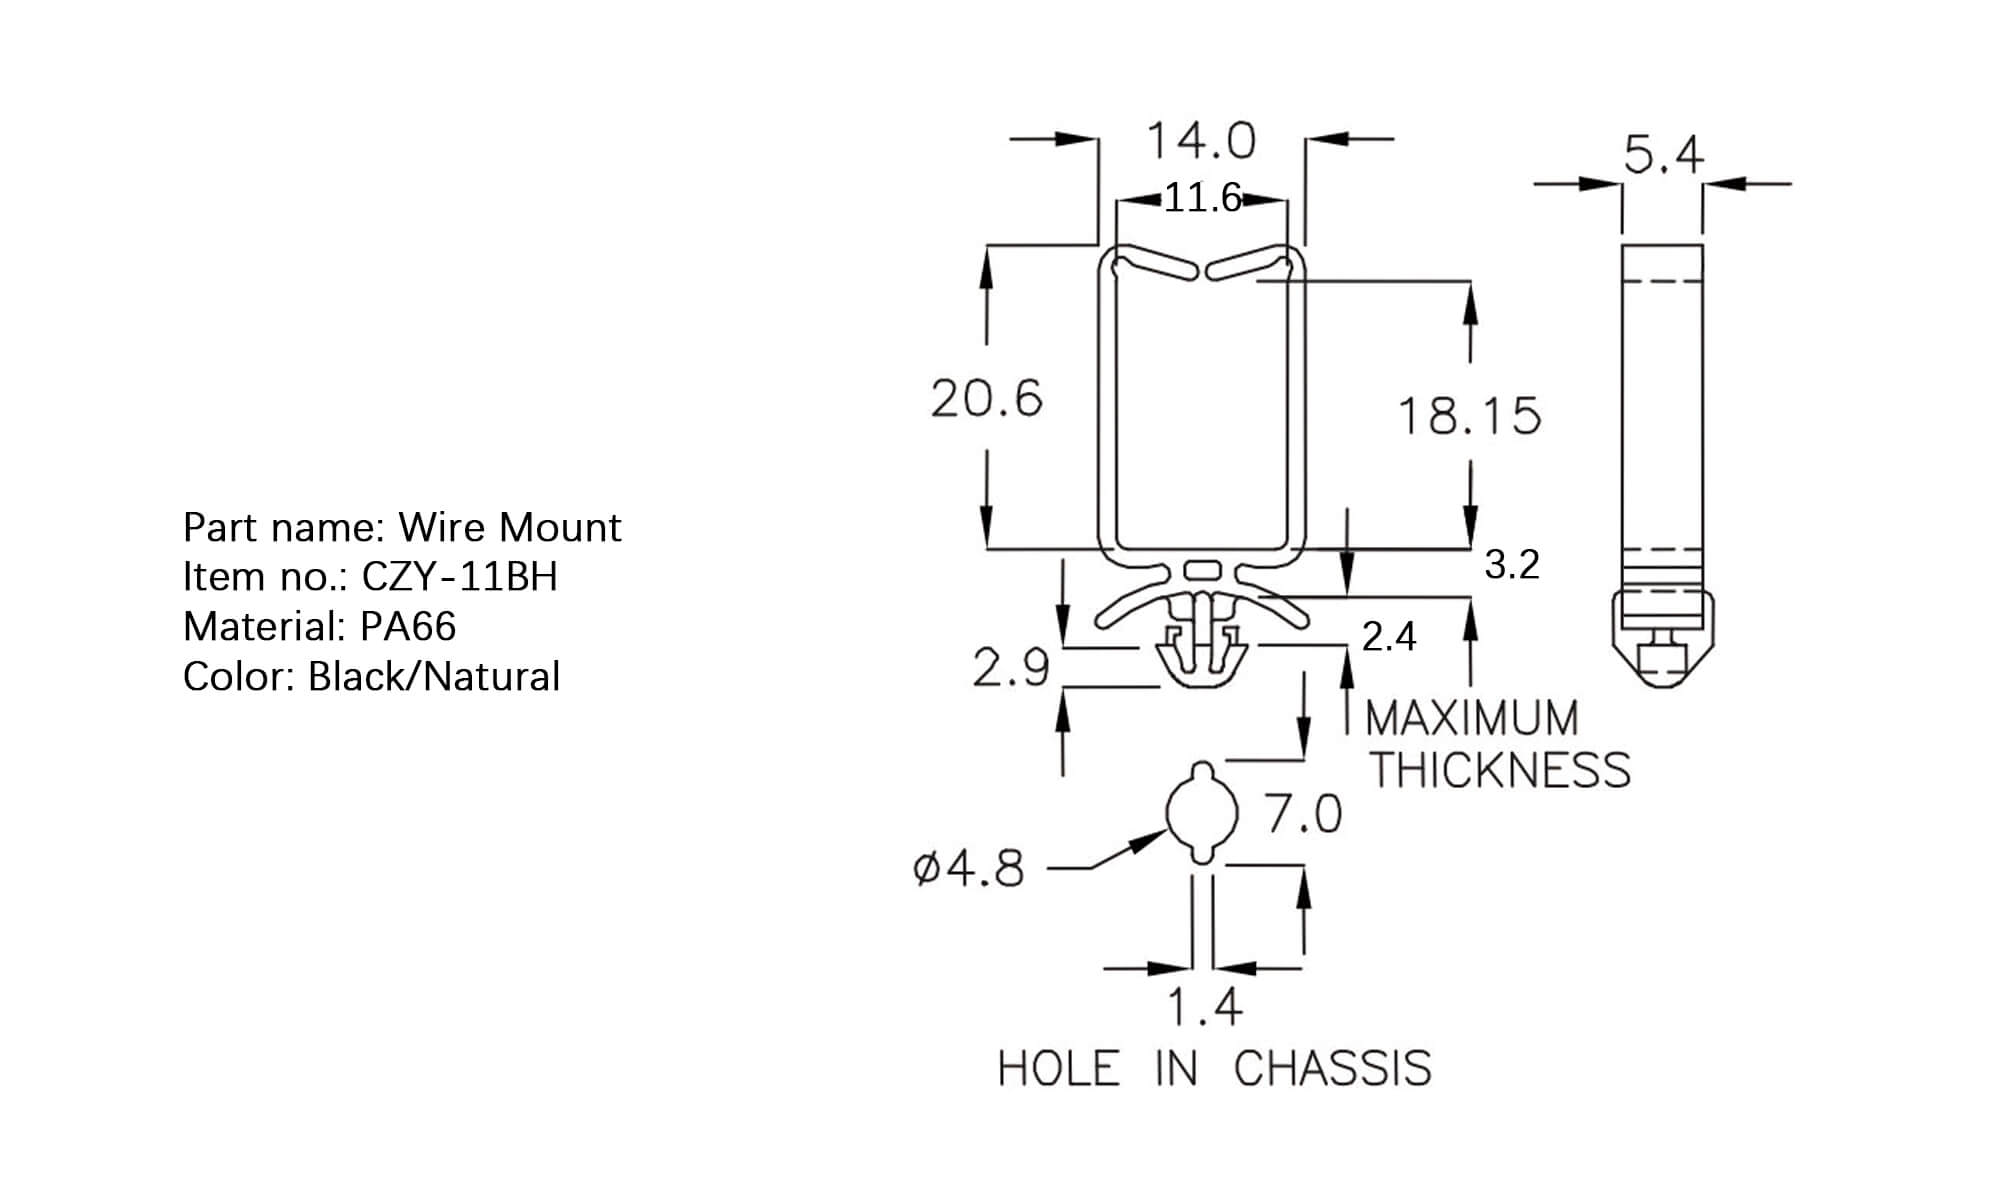 Part name: Wire Mount
Item no.: CZY-11BH
Material: PA66
Color: Black/Natural
14.0
11.6
5.4
20.6
18.15
3.2
2.4
2.9
MAXIMUM
THICKNESS
7.0
ø4.8
1.4
HOLE IN CHASSIS